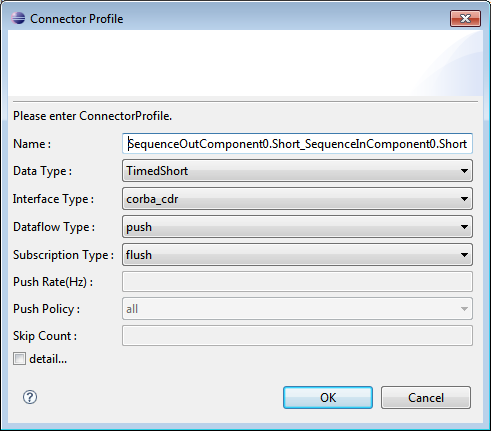 Connector Profile
Please enter ConnectorProfile.
Name : SequenceOutComponent0.Short_SequenceInComponent0.Short
Data Type : TimedShort
Interface Type : corba_cdr
Dataflow Type : push
Subscription Type : flush
Push Rate(Hz) :
Push Policy : all
Skip Count :
detail...
OK Cancel